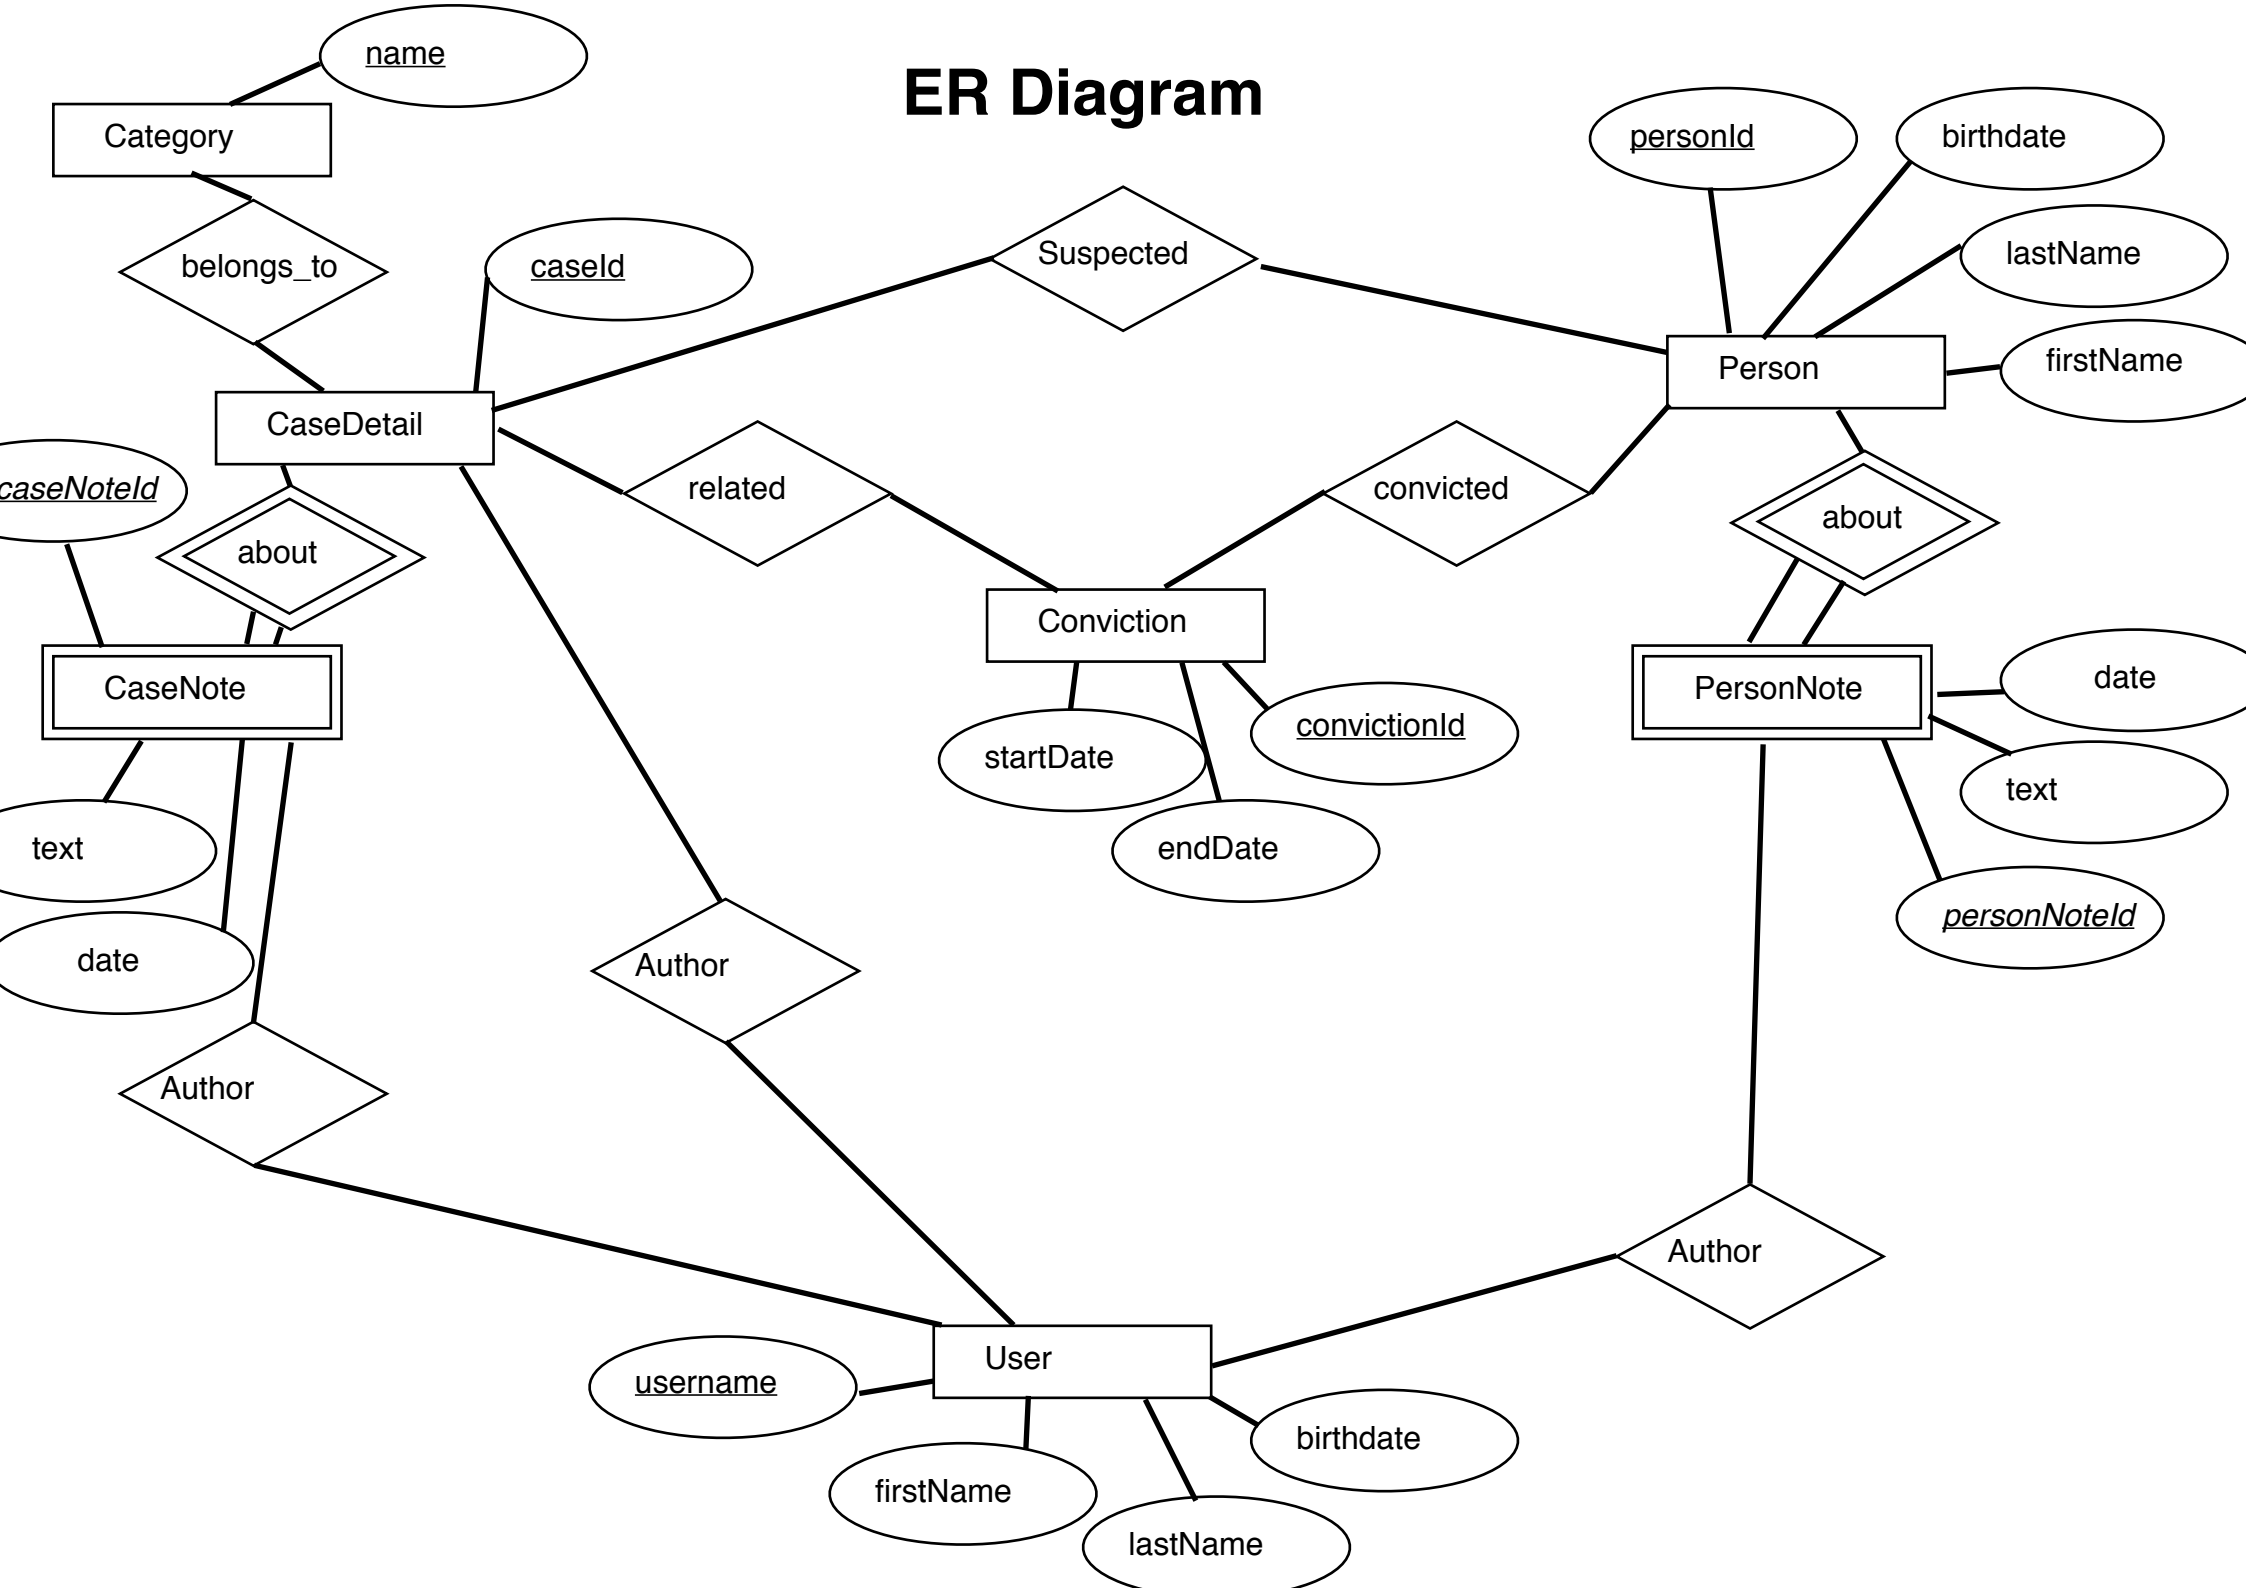 name
ER Diagram
Category
personId
birthdate
belongs_to
caseId
Suspected
lastName
Person
firstName
CaseDetail
caseNoteId
related
convicted
about
about
Conviction
CaseNote
PersonNote
date
startDate
convictionId
text
text
endDate
personNoteId
date
Author
Author
Author
User
username
birthdate
firstName
lastName